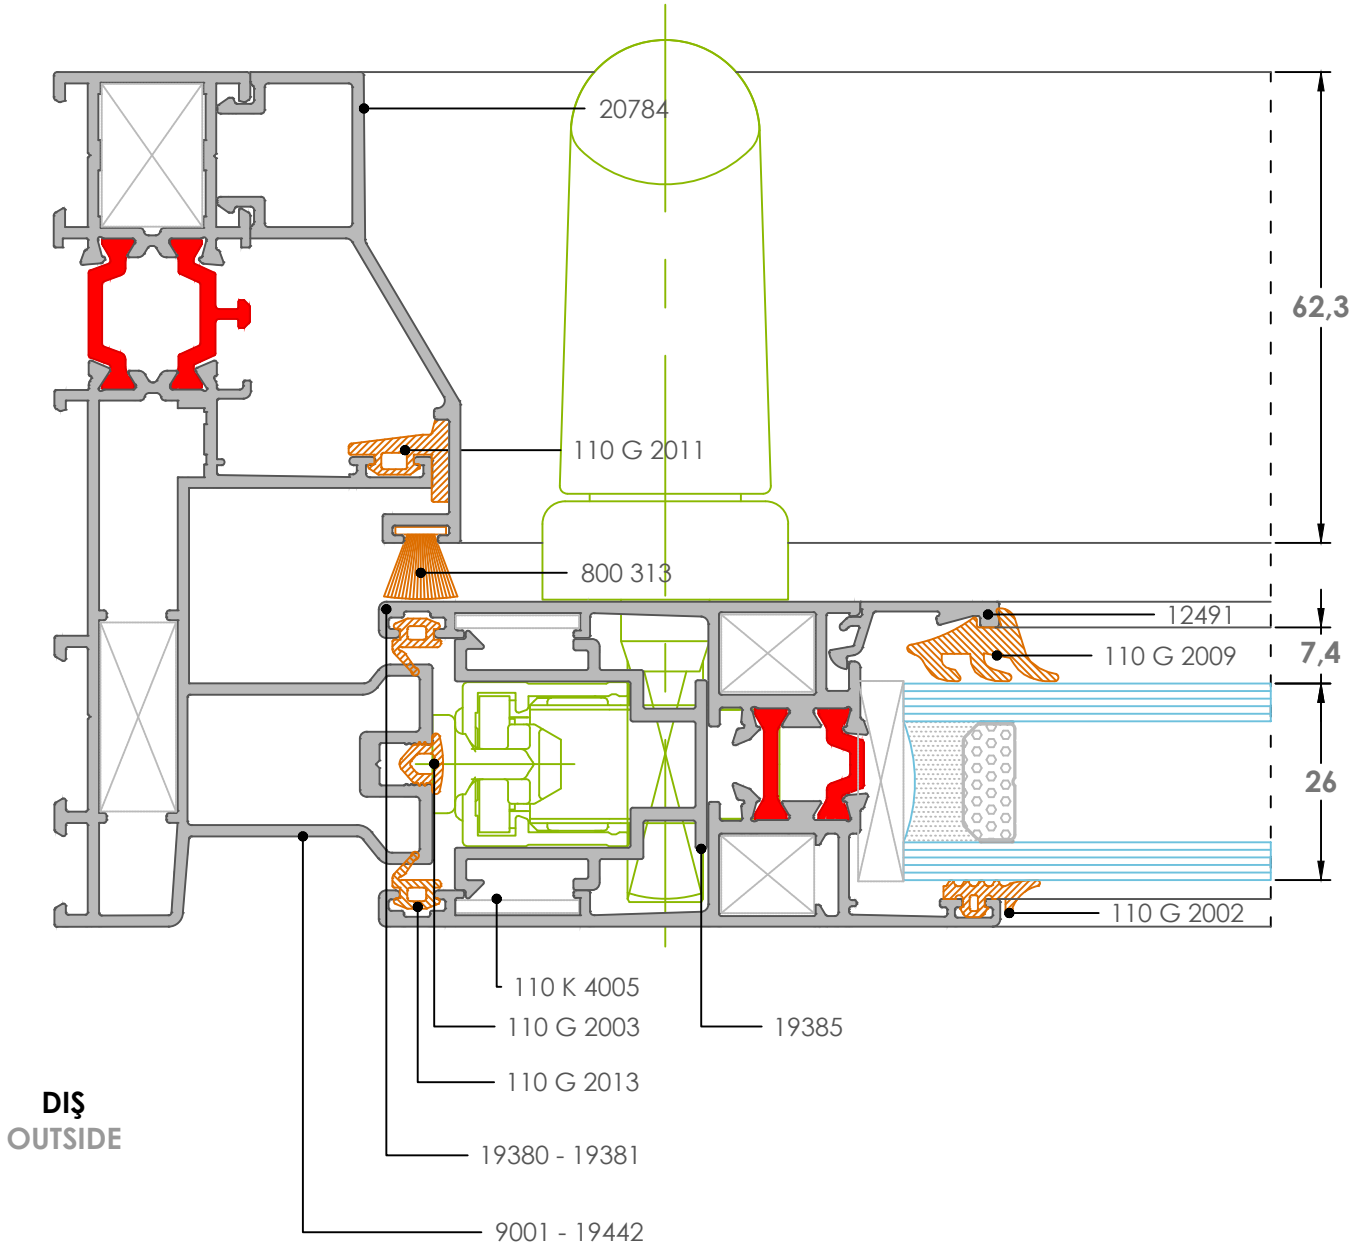 20784
62,3
110 G 2011
800 313
12491
110 G 2009
7,4
26
110 G 2002
110 K 4005
110 G 2003
19385
110 G 2013
DIŞ
OUTSIDE
19380 - 19381
9001 - 19442